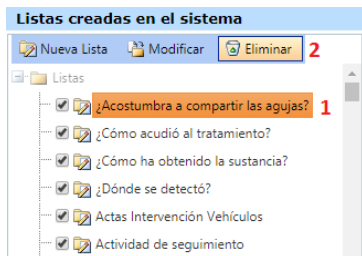 Listas creadas en el sistema
Nueva Lista Modificar Eliminar 2
Listas
¿Acostumbra a compartir las agujas? 1
¿Cómo acudió al tratamiento?
¿Cómo ha obtenido la sustancia?
¿Dónde se detectó?
Actas Intervención Vehículos
Actividad de seguimiento